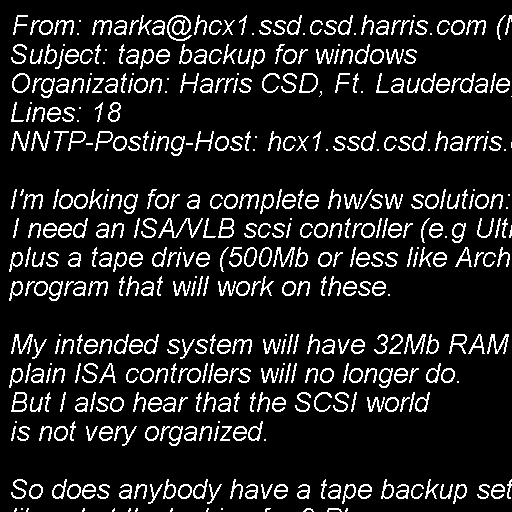 From: marka@hcx1.ssd.csd.harris.com (
Subject: tape backup for windows
Organization: Harris CSD, Ft. Lauderdale,
Lines: 18
NNTP-Posting-Host: hcx1.ssd.csd.harris.

I'm looking for a complete hw/sw solution:
I need an ISA/VLB scsi controller (e.g Ult
plus a tape drive (500Mb or less like Arch
program that will work on these.

My intended system will have 32Mb RAM
plain ISA controllers will no longer do.
But I also hear that the SCSI world
is not very organized.

So does anybody have a tape backup set